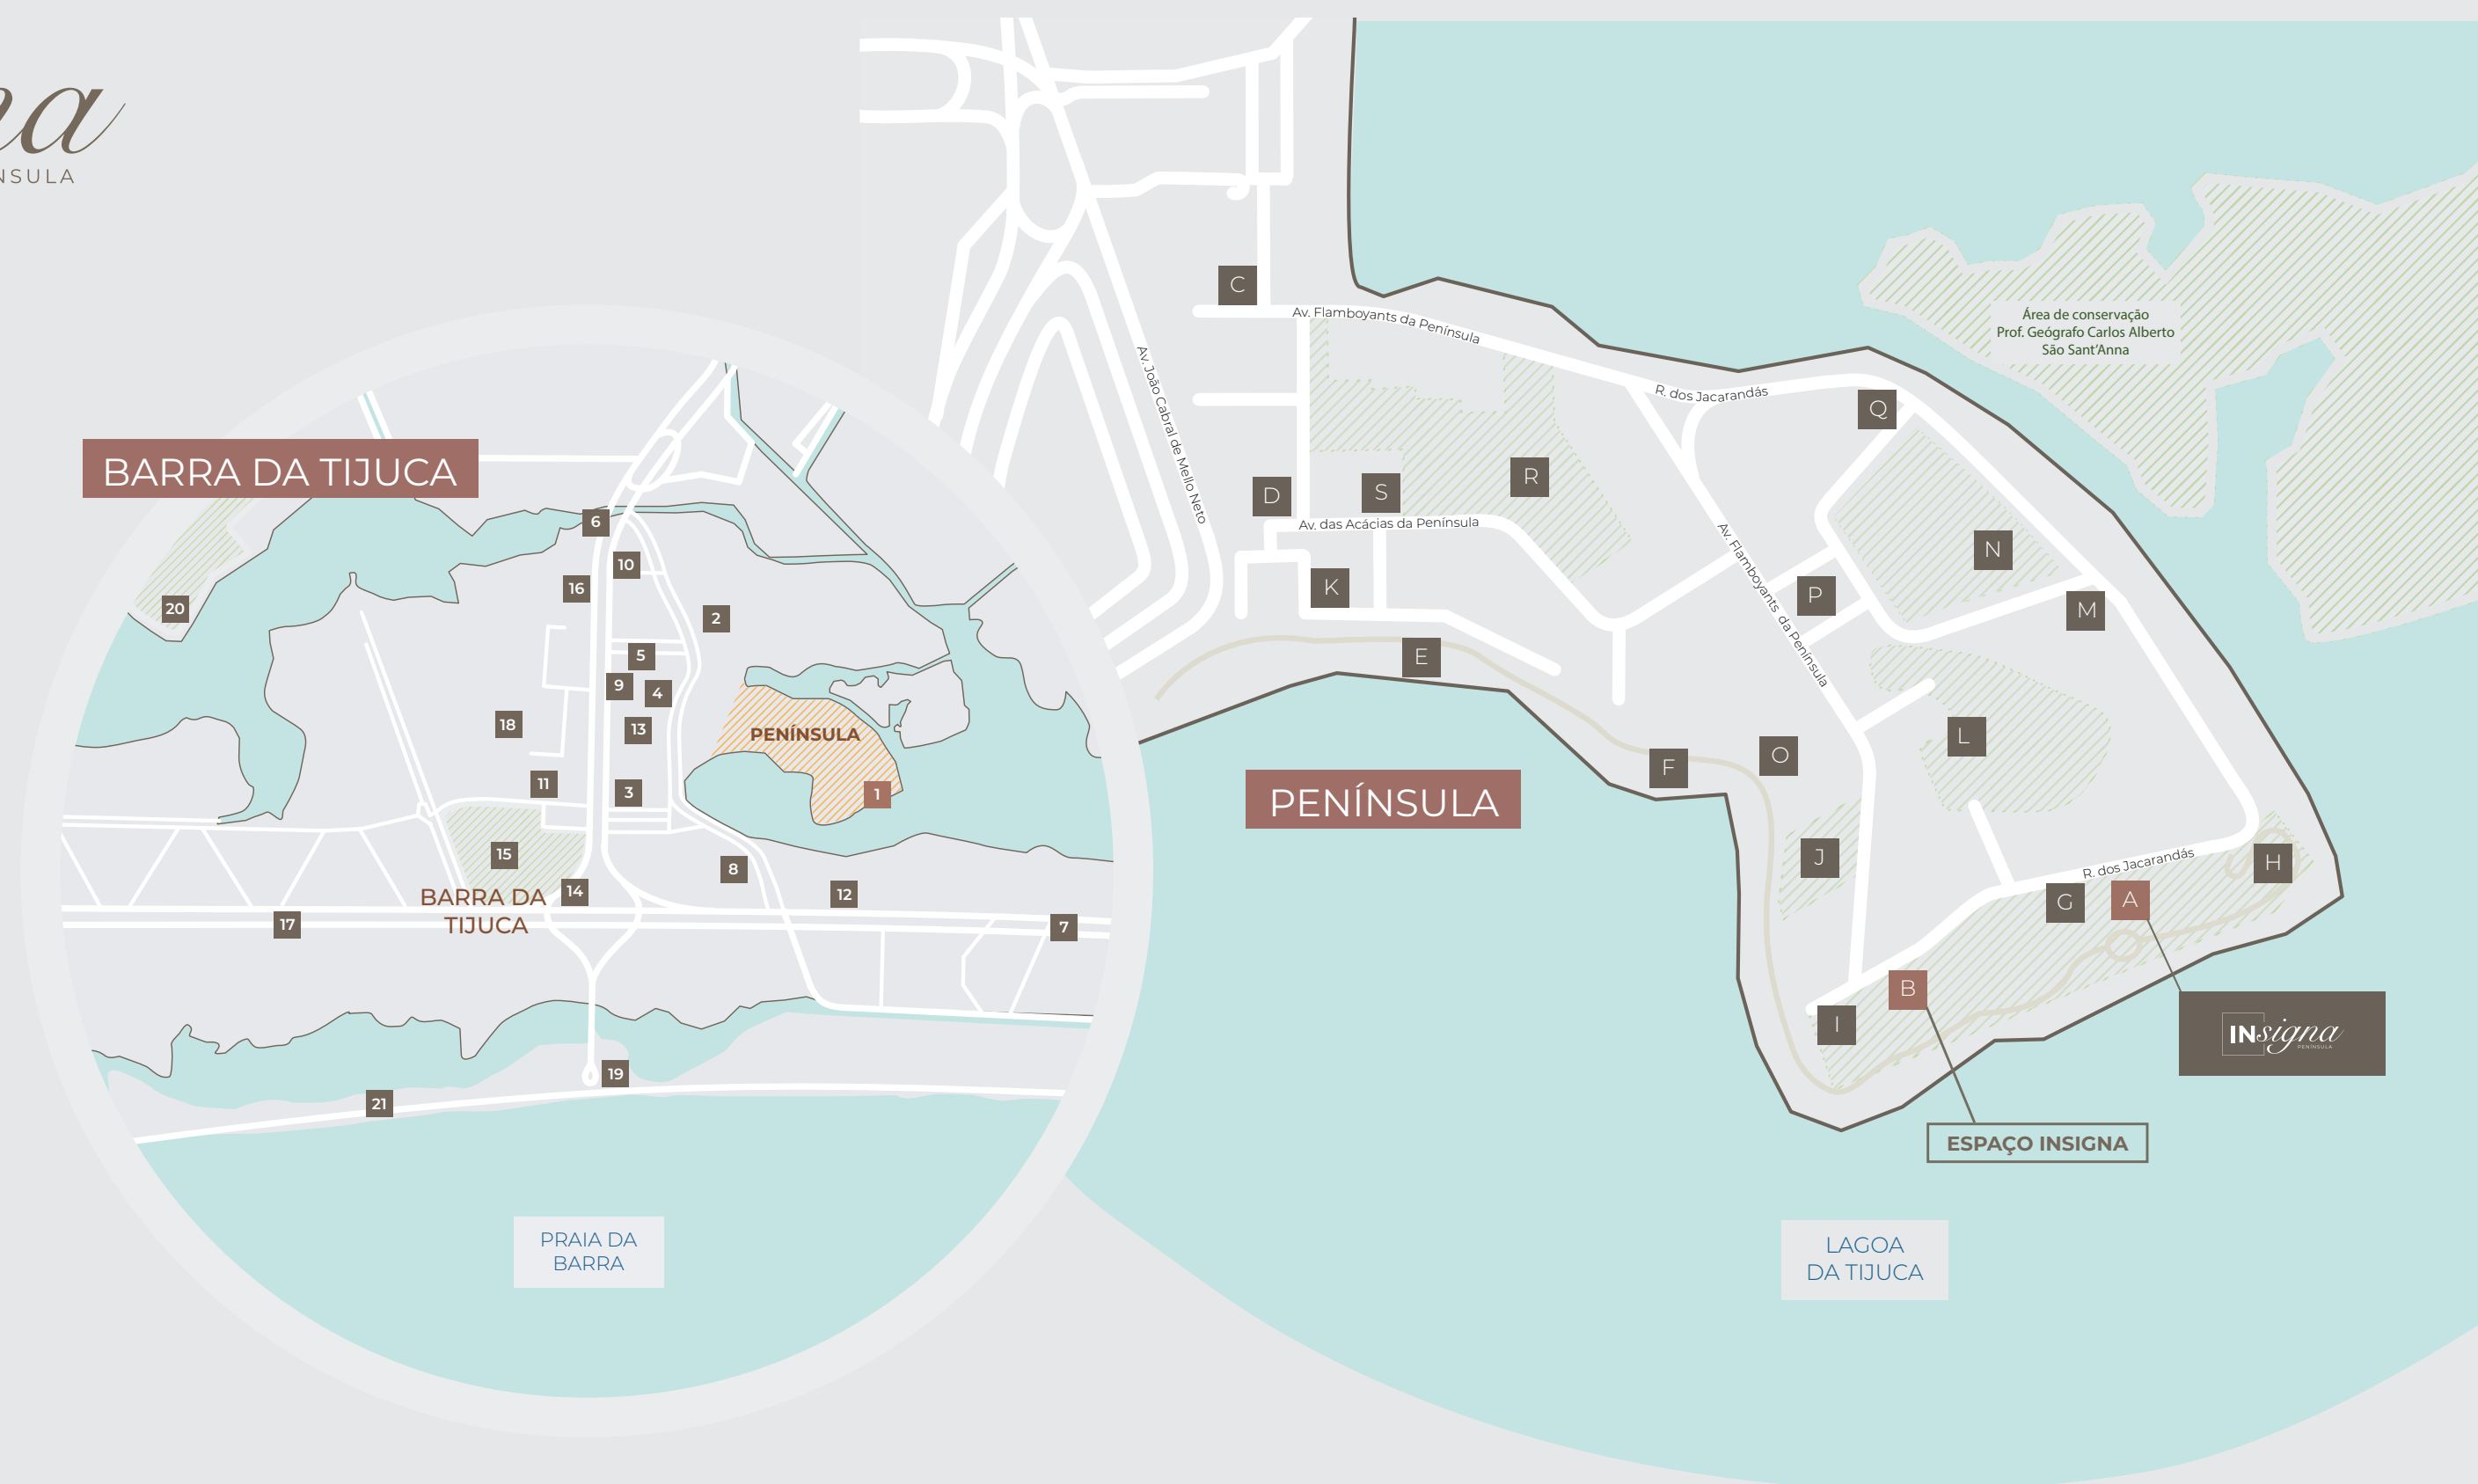 na
NSULA
BARRA DA TIJUCA
6
10
16
20
2
5
9
4
18
13
PENÍNSULA
11
3
1
15
8
14
12
BARRA DA
TIJUCA
17
7
19
21
PRAIA DA
BARRA
C
Av. Flamboyants da Península
Av. João Cabral de Mello Neto
R. dos Jacarandás
Q
Área de conservação
Prof. Geógrafo Carlos Alberto
São Sant'Anna
D
S
R
Av. das Acácias da Península
Av. Flamboyants da Península
N
K
P
M
E
L
F
O
PENÍNSULA
J
R. dos Jacarandás
H
G
A
B
I
INsigna
PENÍNSULA
ESPAÇO INSIGNA
LAGOA
DA TIJUCA